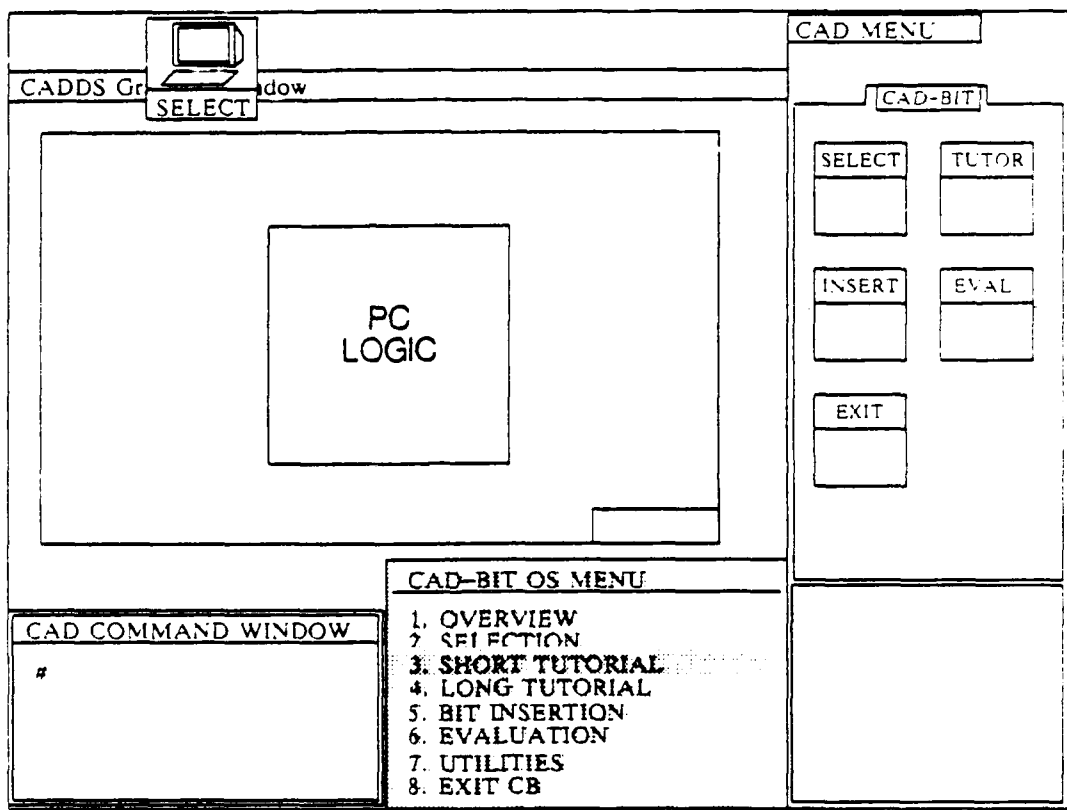 CAD MENU
CADDS Gr dow
SELECT
CAD-BIT
SELECT
TUTOR
INSERT
EVAL
EXIT
PC
LOGIC
CAD-BIT OS MENU
1. OVERVIEW
2 SELECTION
3. SHORT TUTORIAL
4. LONG TUTORIAL
5. BIT INSERTION
6. EVALUATION
7. UTILITIES
8. EXIT CB
CAD COMMAND WINDOW
#